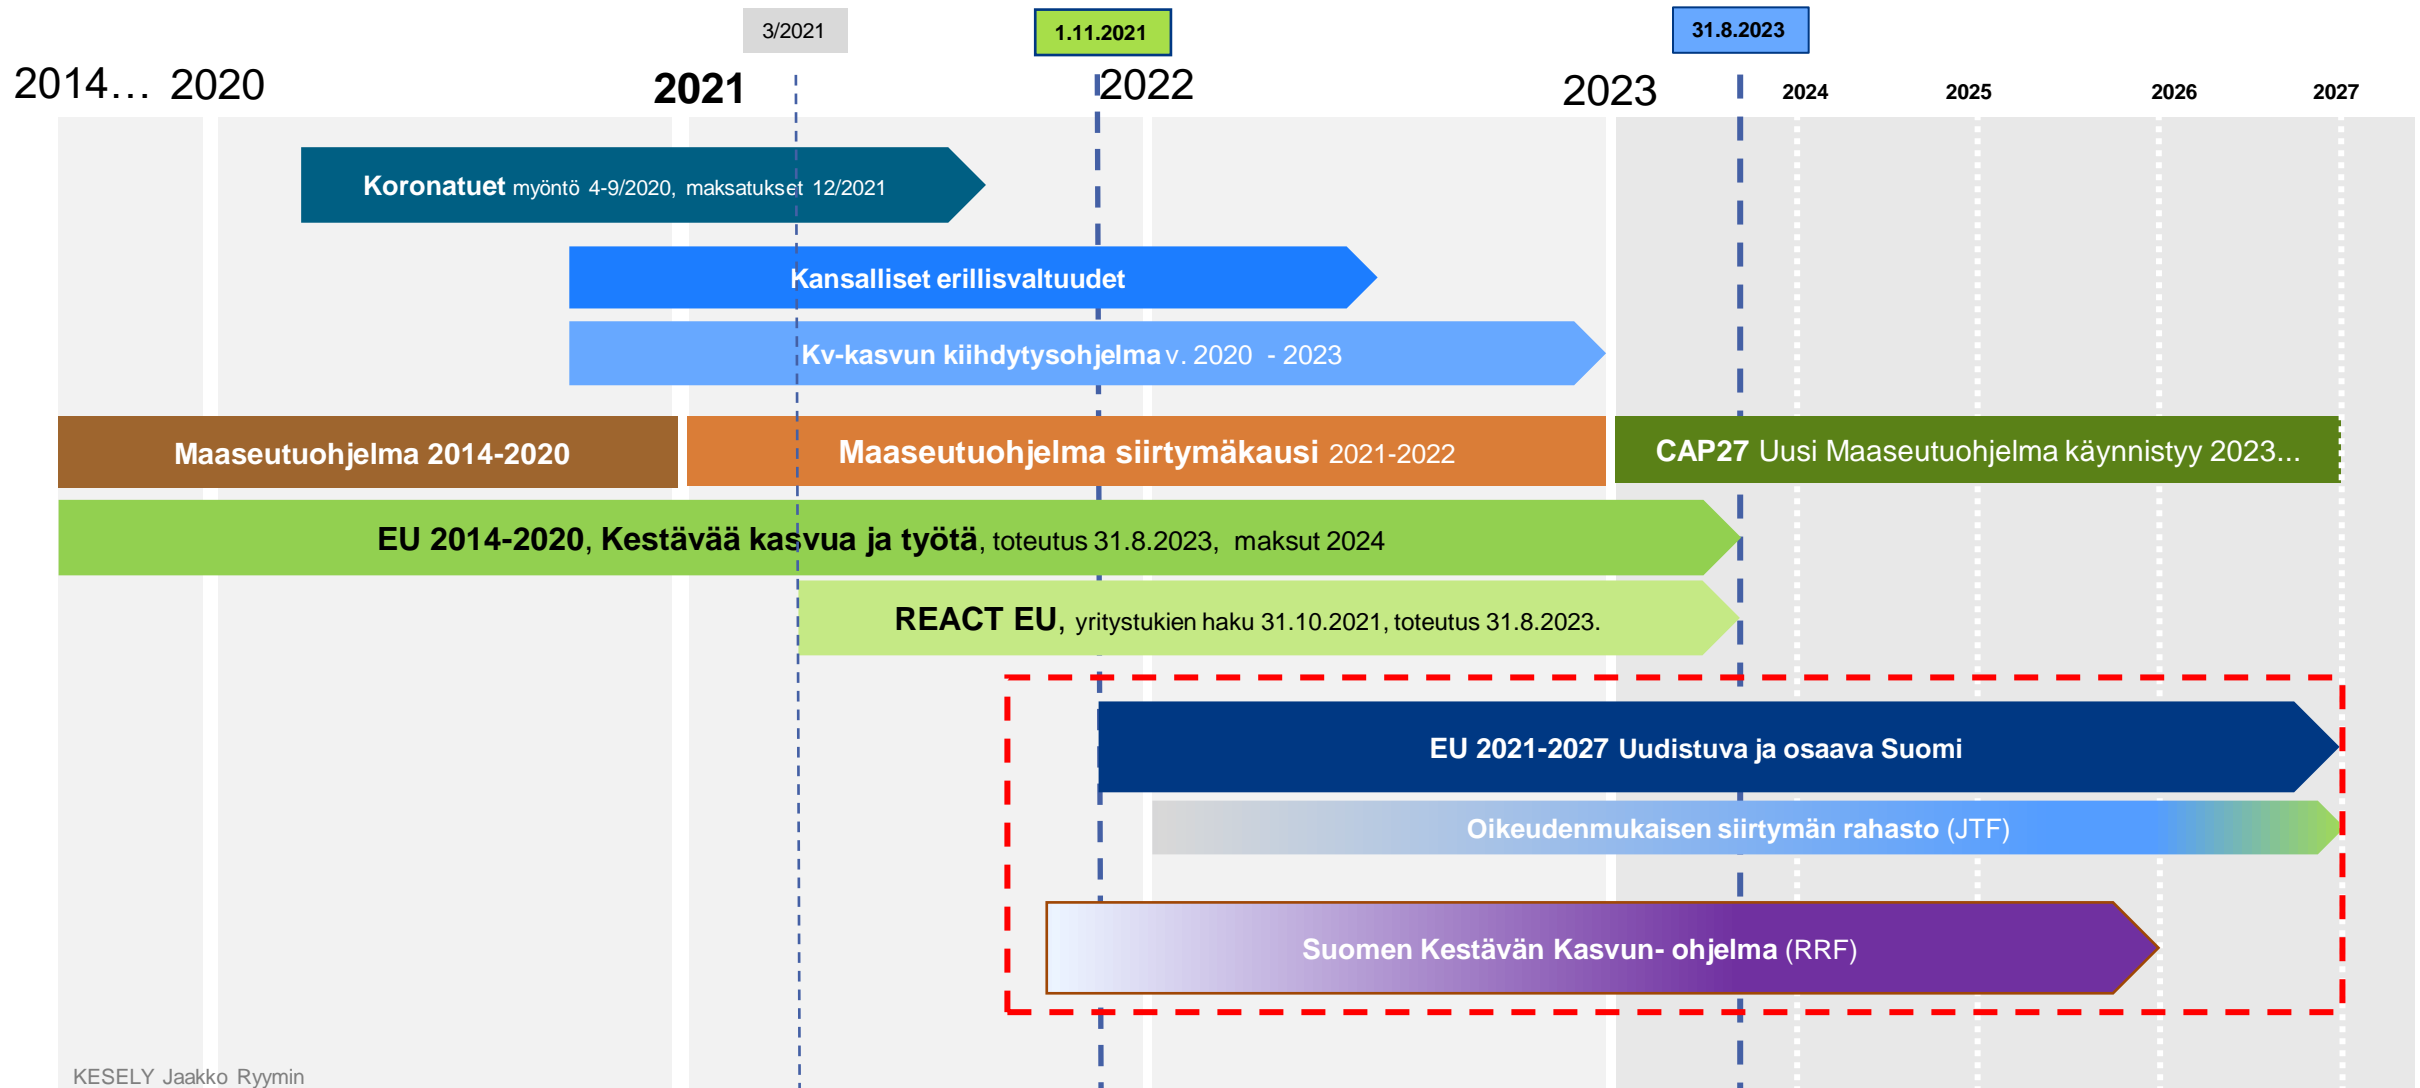 3/2021
1.11.2021
31.8.2023
2014… 2020 2021 2022 2023 2024 2025 2026 2027
Koronatuet myöntö 4-9/2020, maksatukset 12/2021
Kansalliset erillisvaltuudet
Kv-kasvun kiihdytysohjelma v. 2020 - 2023
Maaseutuohjelma 2014-2020
Maaseutuohjelma siirtymäkausi 2021-2022
CAP27 Uusi Maaseutuohjelma käynnistyy 2023...
EU 2014-2020, Kestävää kasvua ja työtä, toteutus 31.8.2023, maksut 2024
REACT EU, yritystukien haku 31.10.2021, toteutus 31.8.2023.
EU 2021-2027 Uudistuva ja osaava Suomi
Oikeudenmukaisen siirtymän rahasto (JTF)
Suomen Kestävän Kasvun- ohjelma (RRF)
KESELY Jaakko Ryymin